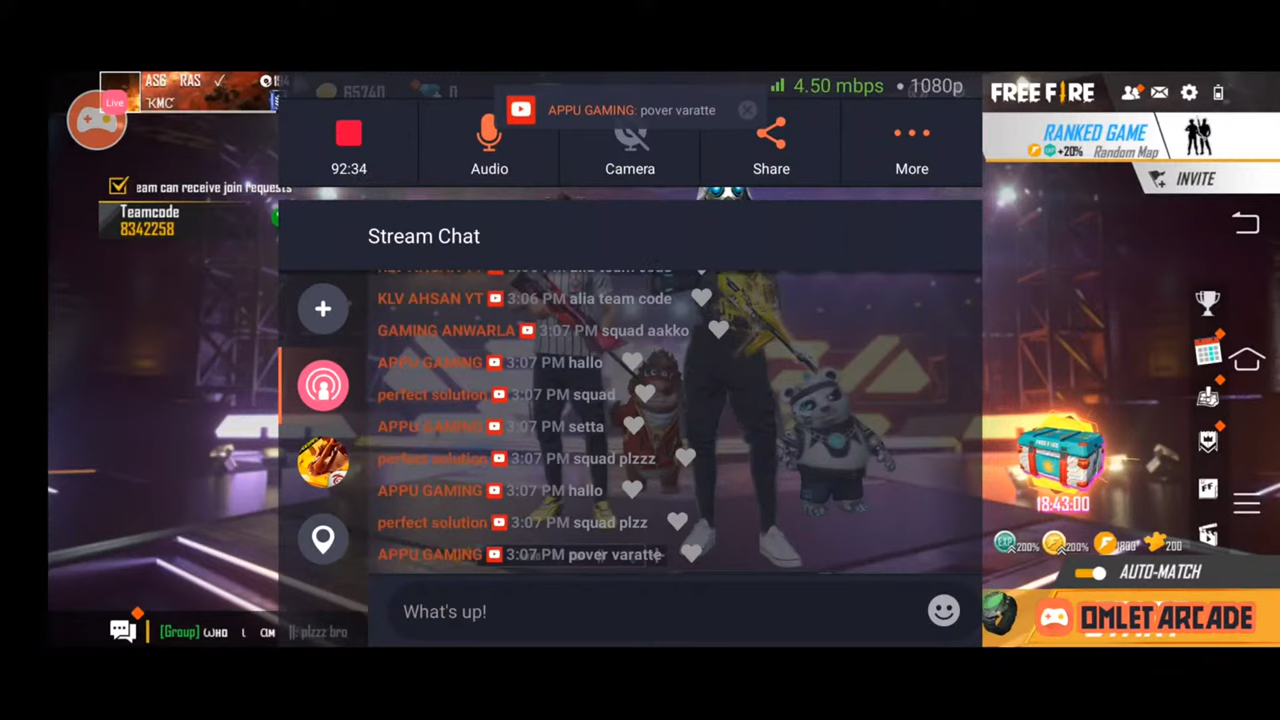 AS6 RAS
KMC
Live
65740
0
4.50 mbps • 1080p
APPU GAMING: pover varatte
FREE FIRE
92:34
Audio
Camera
Share
More
RANKED GAME
+20% Random Map
INVITE
eam can receive join requests
Teamcode
8342258
Stream Chat
KLV AHSAN YT 3:06 PM alia team code
GAMING ANWARLA 3:07 PM squad aakko
APPU GAMING 3:07 PM hallo
perfect solution 3:07 PM squad
APPU GAMING 3:07 PM setta
perfect solution 3:07 PM squad plzzz
APPU GAMING 3:07 PM hallo
perfect solution 3:07 PM squad plzz
APPU GAMING 3:07 PM pover varatte
18:43:00
200% 200% 1800* 200
AUTO-MATCH
What's up!
OMLET ARCADE
[Group] WHO I AM : plzzz bro